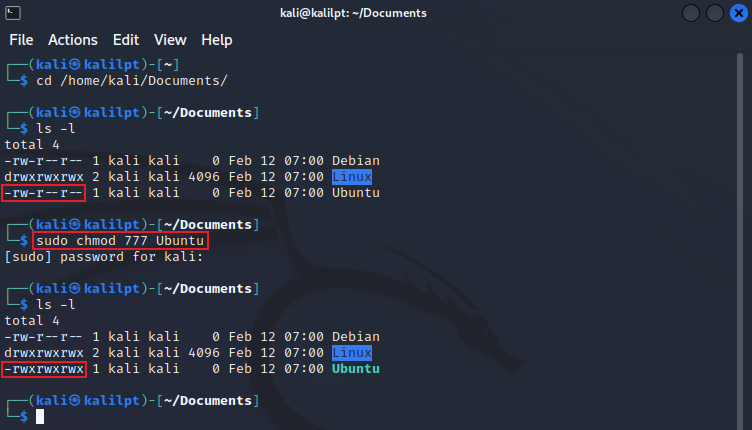 kali@kalilpt: ~/Documents
File Actions Edit View Help
┌──(kali㉿kalilpt)-[~]
└─$ cd /home/kali/Documents/
┌──(kali㉿kalilpt)-[~/Documents]
└─$ ls -l
total 4
-rw-r--r-- 1 kali kali    0 Feb 12 07:00 Debian
drwxrwxrwx 2 kali kali 4096 Feb 12 07:00 Linux
-rw-r--r-- 1 kali kali    0 Feb 12 07:00 Ubuntu
┌──(kali㉿kalilpt)-[~/Documents]
└─$ sudo chmod 777 Ubuntu
[sudo] password for kali:
┌──(kali㉿kalilpt)-[~/Documents]
└─$ ls -l
total 4
-rw-r--r-- 1 kali kali    0 Feb 12 07:00 Debian
drwxrwxrwx 2 kali kali 4096 Feb 12 07:00 Linux
-rwxrwxrwx 1 kali kali    0 Feb 12 07:00 Ubuntu
┌──(kali㉿kalilpt)-[~/Documents]
└─$